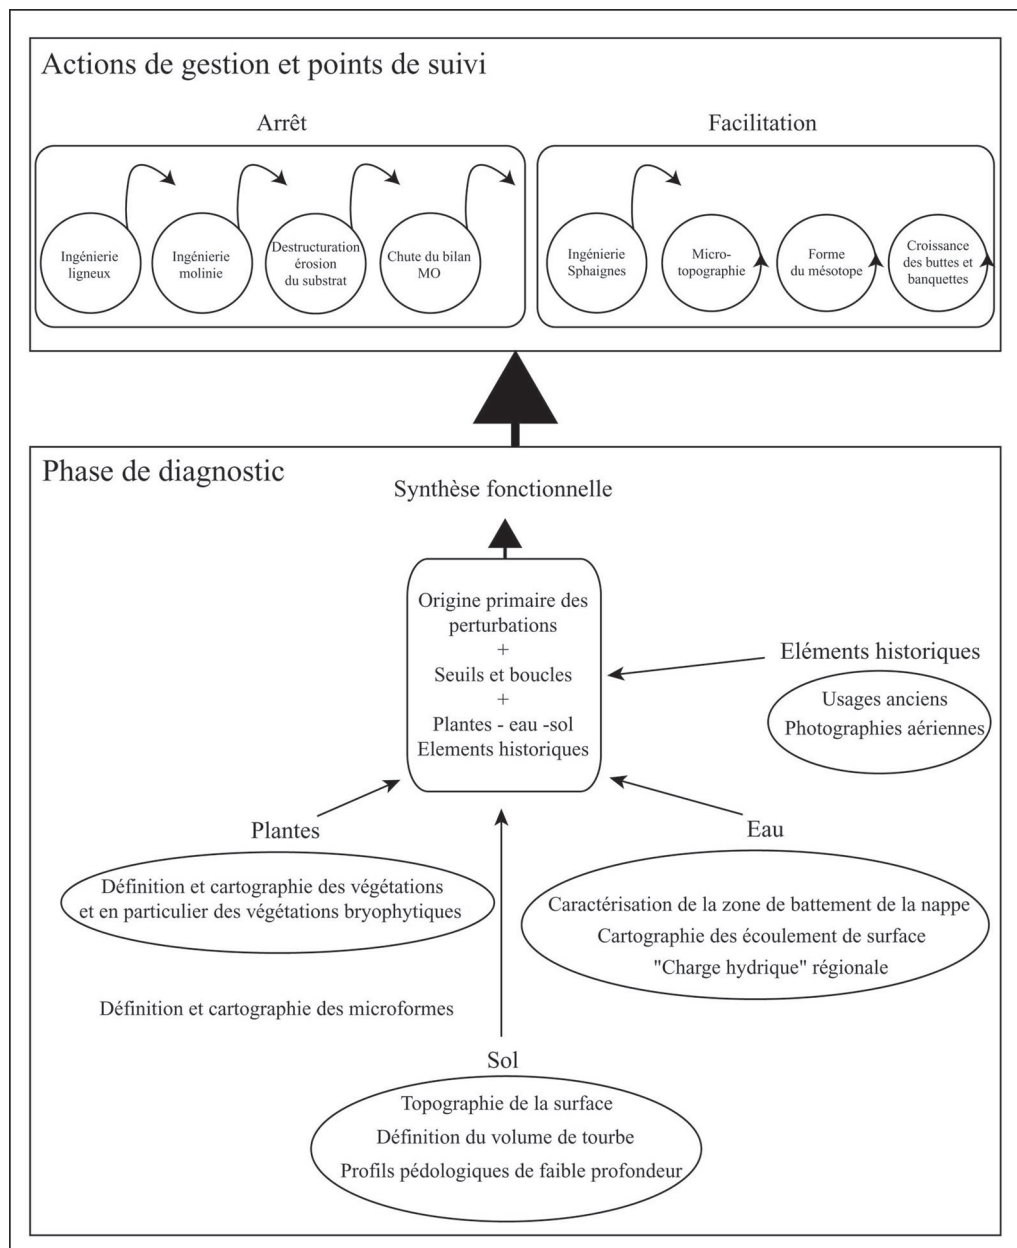 Actions de gestion et points de suivi
Arrêt
Facilitation
Ingénierie
ligneux
Ingénierie
molinie
Destructuration
érosion
du substrat
Chute du bilan
MO
Ingénierie
Sphaignes
Micro-
topographie
Forme
du mésotope
Croissance
des buttes et
banquettes
Phase de diagnostic
Synthèse fonctionnelle
Origine primaire des
perturbations
+
Seuils et boucles
+
Plantes - eau -sol
Elements historiques
Eléments historiques
Usages anciens
Photographies aériennes
Plantes
Définition et cartographie des végétations
et en particulier des végétations bryophytiques
Eau
Caractérisation de la zone de battement de la nappe
Cartographie des écoulement de surface
"Charge hydrique" régionale
Définition et cartographie des microformes
Sol
Topographie de la surface
Définition du volume de tourbe
Profils pédologiques de faible profondeur